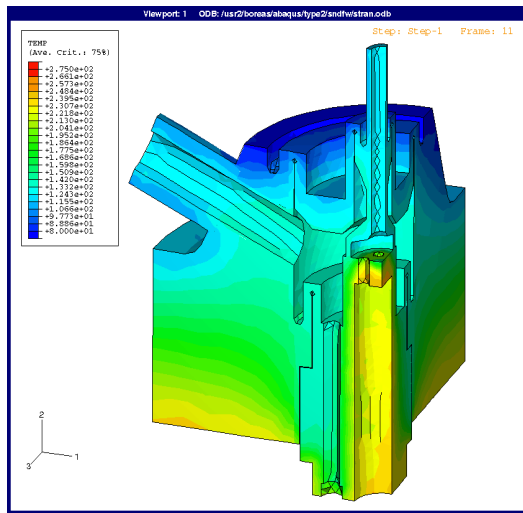 Viewport: 1 ODB: /usr2/boreas/abaqus/type2/sndfw/stran.odb
Step: Step-1 Frame: 11
TEMP
(Ave. Crit.: 75%)
+2.750e+02
+2.661e+02
+2.573e+02
+2.484e+02
+2.395e+02
+2.307e+02
+2.218e+02
+2.130e+02
+2.041e+02
+1.952e+02
+1.864e+02
+1.775e+02
+1.686e+02
+1.598e+02
+1.509e+02
+1.420e+02
+1.332e+02
+1.243e+02
+1.155e+02
+1.066e+02
+9.773e+01
+8.886e+01
+8.000e+01
2
3
1